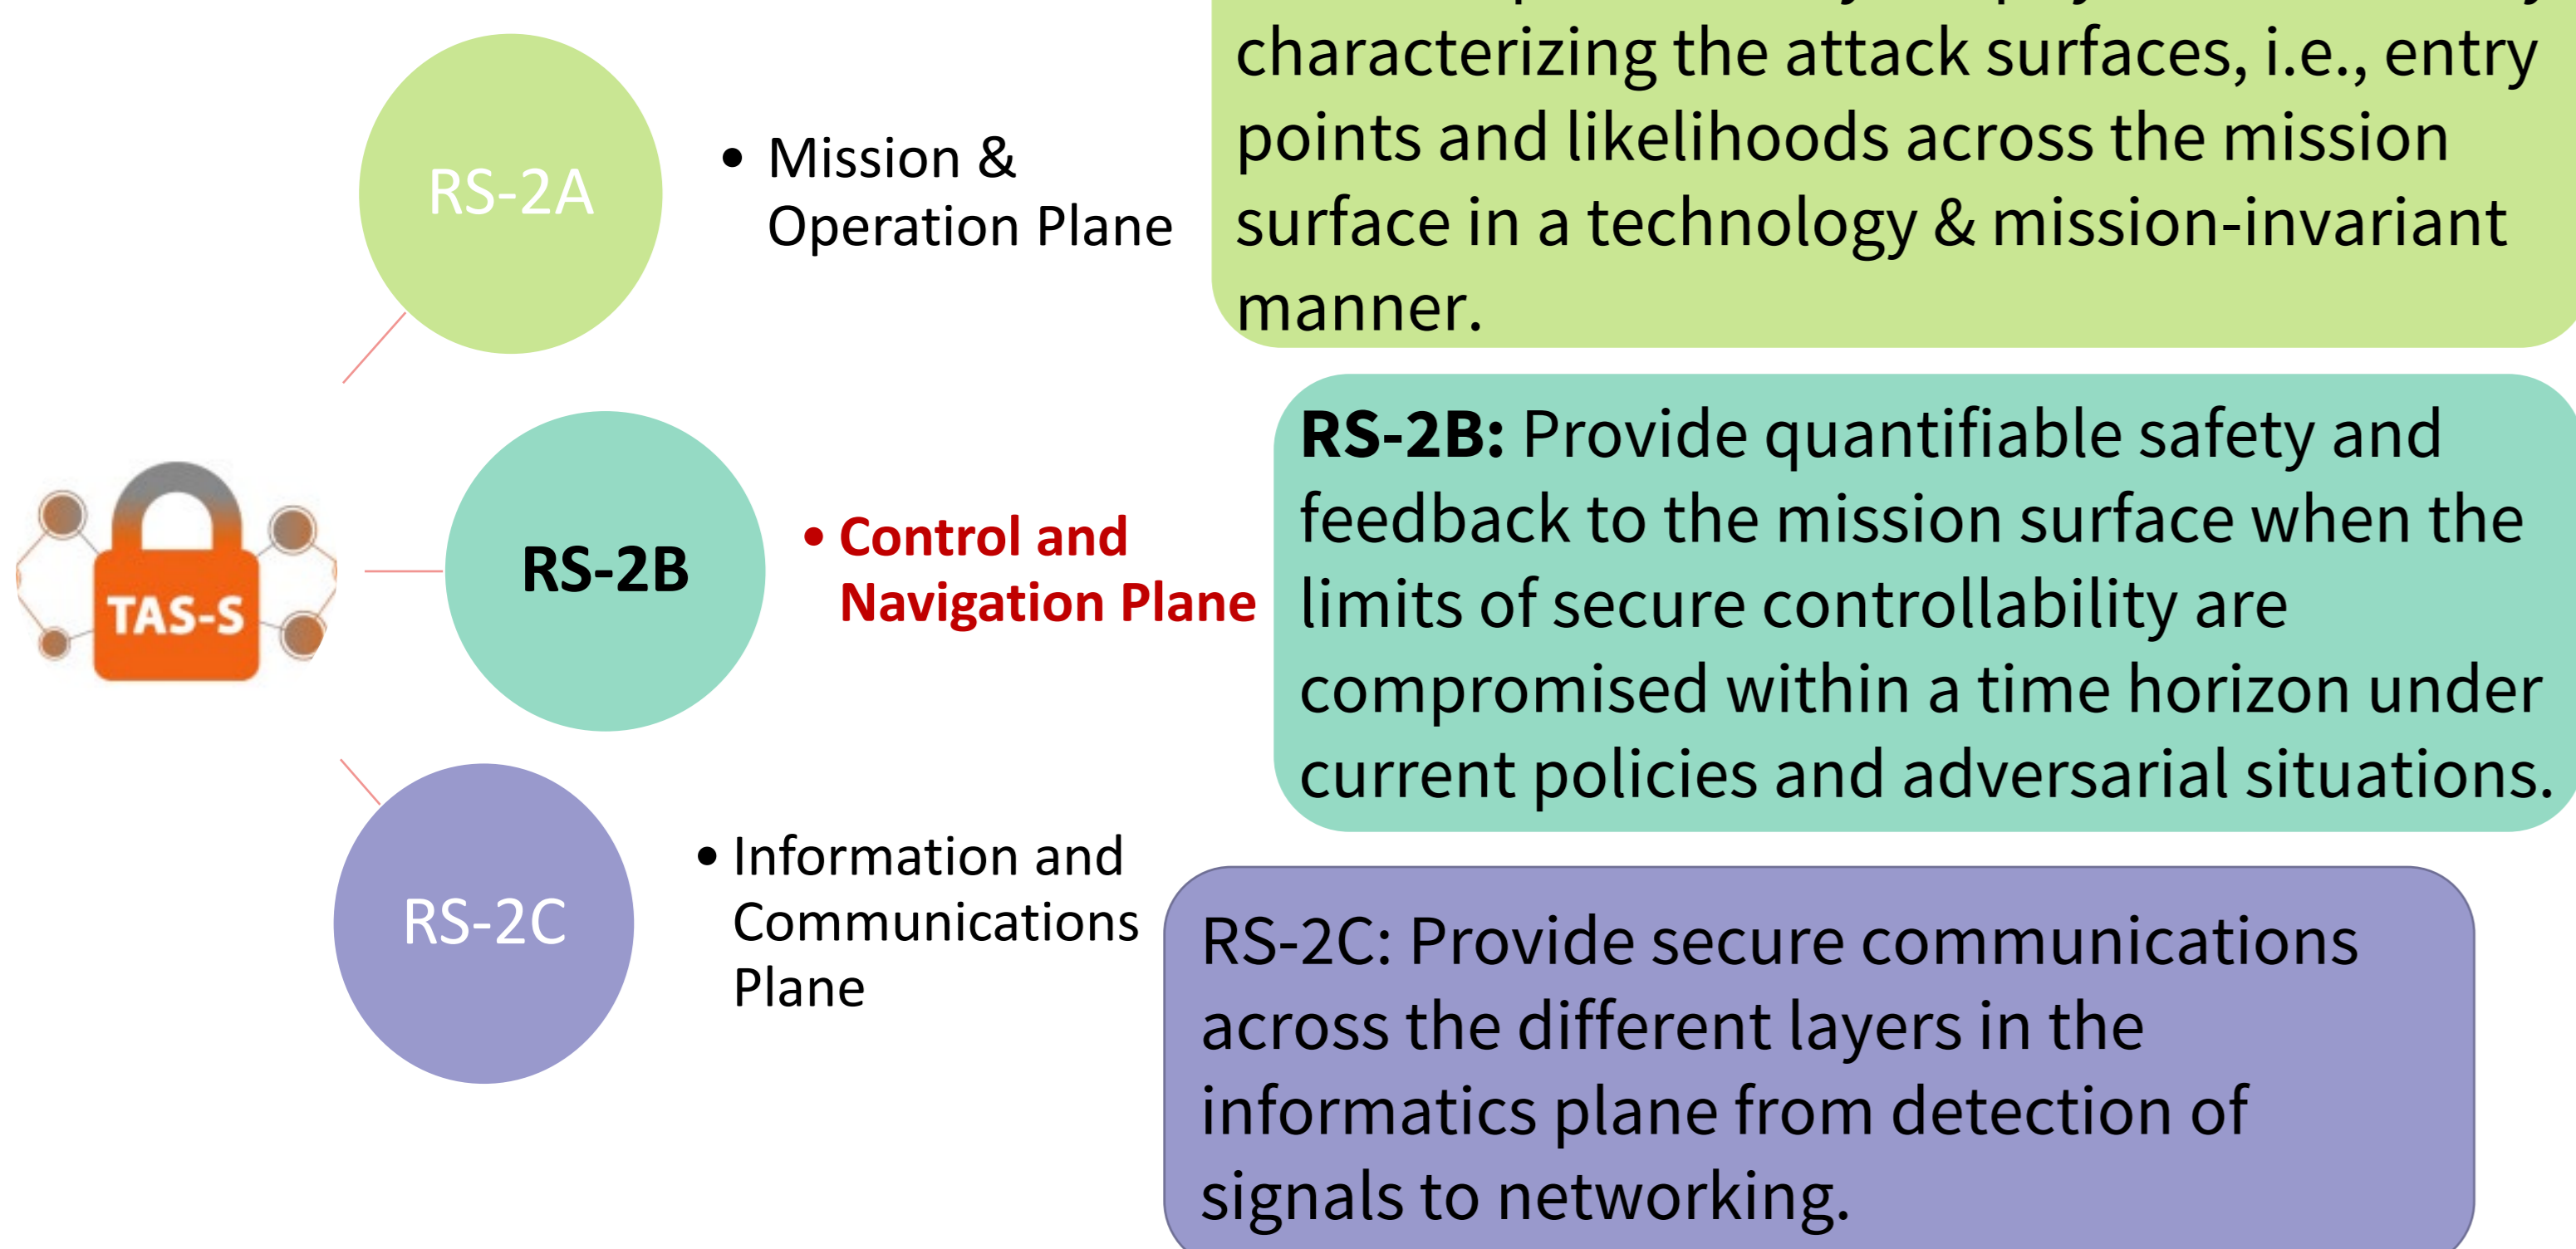 characterizing the attack surfaces, i.e., entry
points and likelihoods across the mission
surface in a technology & mission-invariant
manner.
RS-2A
• Mission &
Operation Plane
RS-2B
• Control and
Navigation Plane
RS-2B: Provide quantifiable safety and
feedback to the mission surface when the
limits of secure controllability are
compromised within a time horizon under
current policies and adversarial situations.
TAS-S
RS-2C
• Information and
Communications
Plane
RS-2C: Provide secure communications
across the different layers in the
informatics plane from detection of
signals to networking.